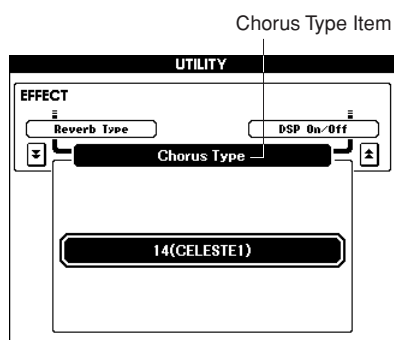 Chorus Type Item
UTILITY
EFFECT
Reverb Type
DSP On/Off
Chorus Type
14(CELESTE1)